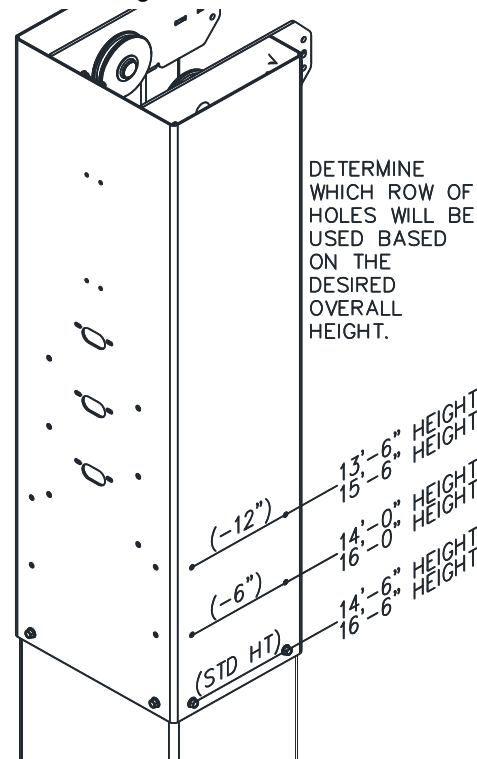 DETERMINE
WHICH ROW OF
HOLES WILL BE
USED BASED
ON THE
DESIRED
OVERALL
HEIGHT.
(-12")
13'-6" HEIGHT
15'-6" HEIGHT
(-6")
14'-0" HEIGHT
16'-0" HEIGHT
(STD HT)
14'-6" HEIGHT
16'-6" HEIGHT